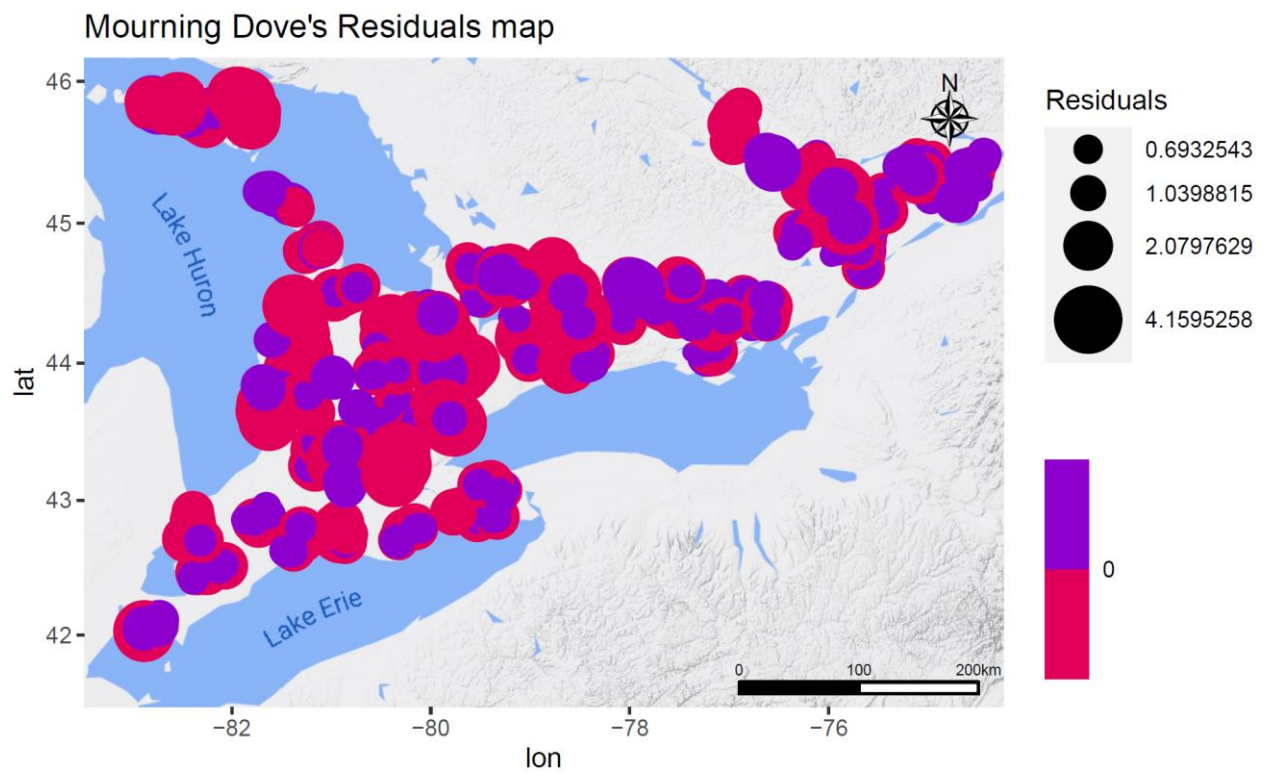 Mourning Dove's Residuals map
46
45
44
43
42
lat
−82
−80
−78
−76
lon
Lake Huron
Lake Erie
N
0
100
200km
Residuals
0.6932543
1.0398815
2.0797629
4.1595258
0